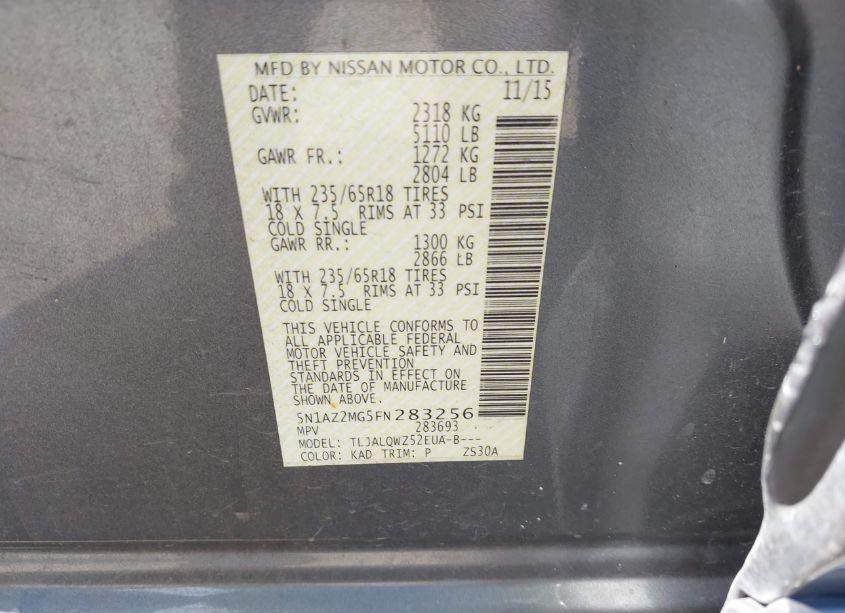 MFD BY NISSAN MOTOR CO., LTD.
DATE: 11/15
GVWR: 2318 KG
5110 LB
GAWR FR.: 1272 KG
2804 LB
WITH 235/65R18 TIRES
18 X 7.5 RIMS AT 33 PSI
COLD SINGLE
GAWR RR.: 1300 KG
2866 LB
WITH 235/65R18 TIRES
18 X 7.5 RIMS AT 33 PSI
COLD SINGLE
THIS VEHICLE CONFORMS TO
ALL APPLICABLE FEDERAL
MOTOR VEHICLE SAFETY AND
THEFT PREVENTION
STANDARDS IN EFFECT ON
THE DATE OF MANUFACTURE
SHOWN ABOVE.
5N1AZ2MG5FN283256
MPV 283693
MODEL: TLJALQWZ52EUA-B---
COLOR: KAD TRIM: P ZS30A